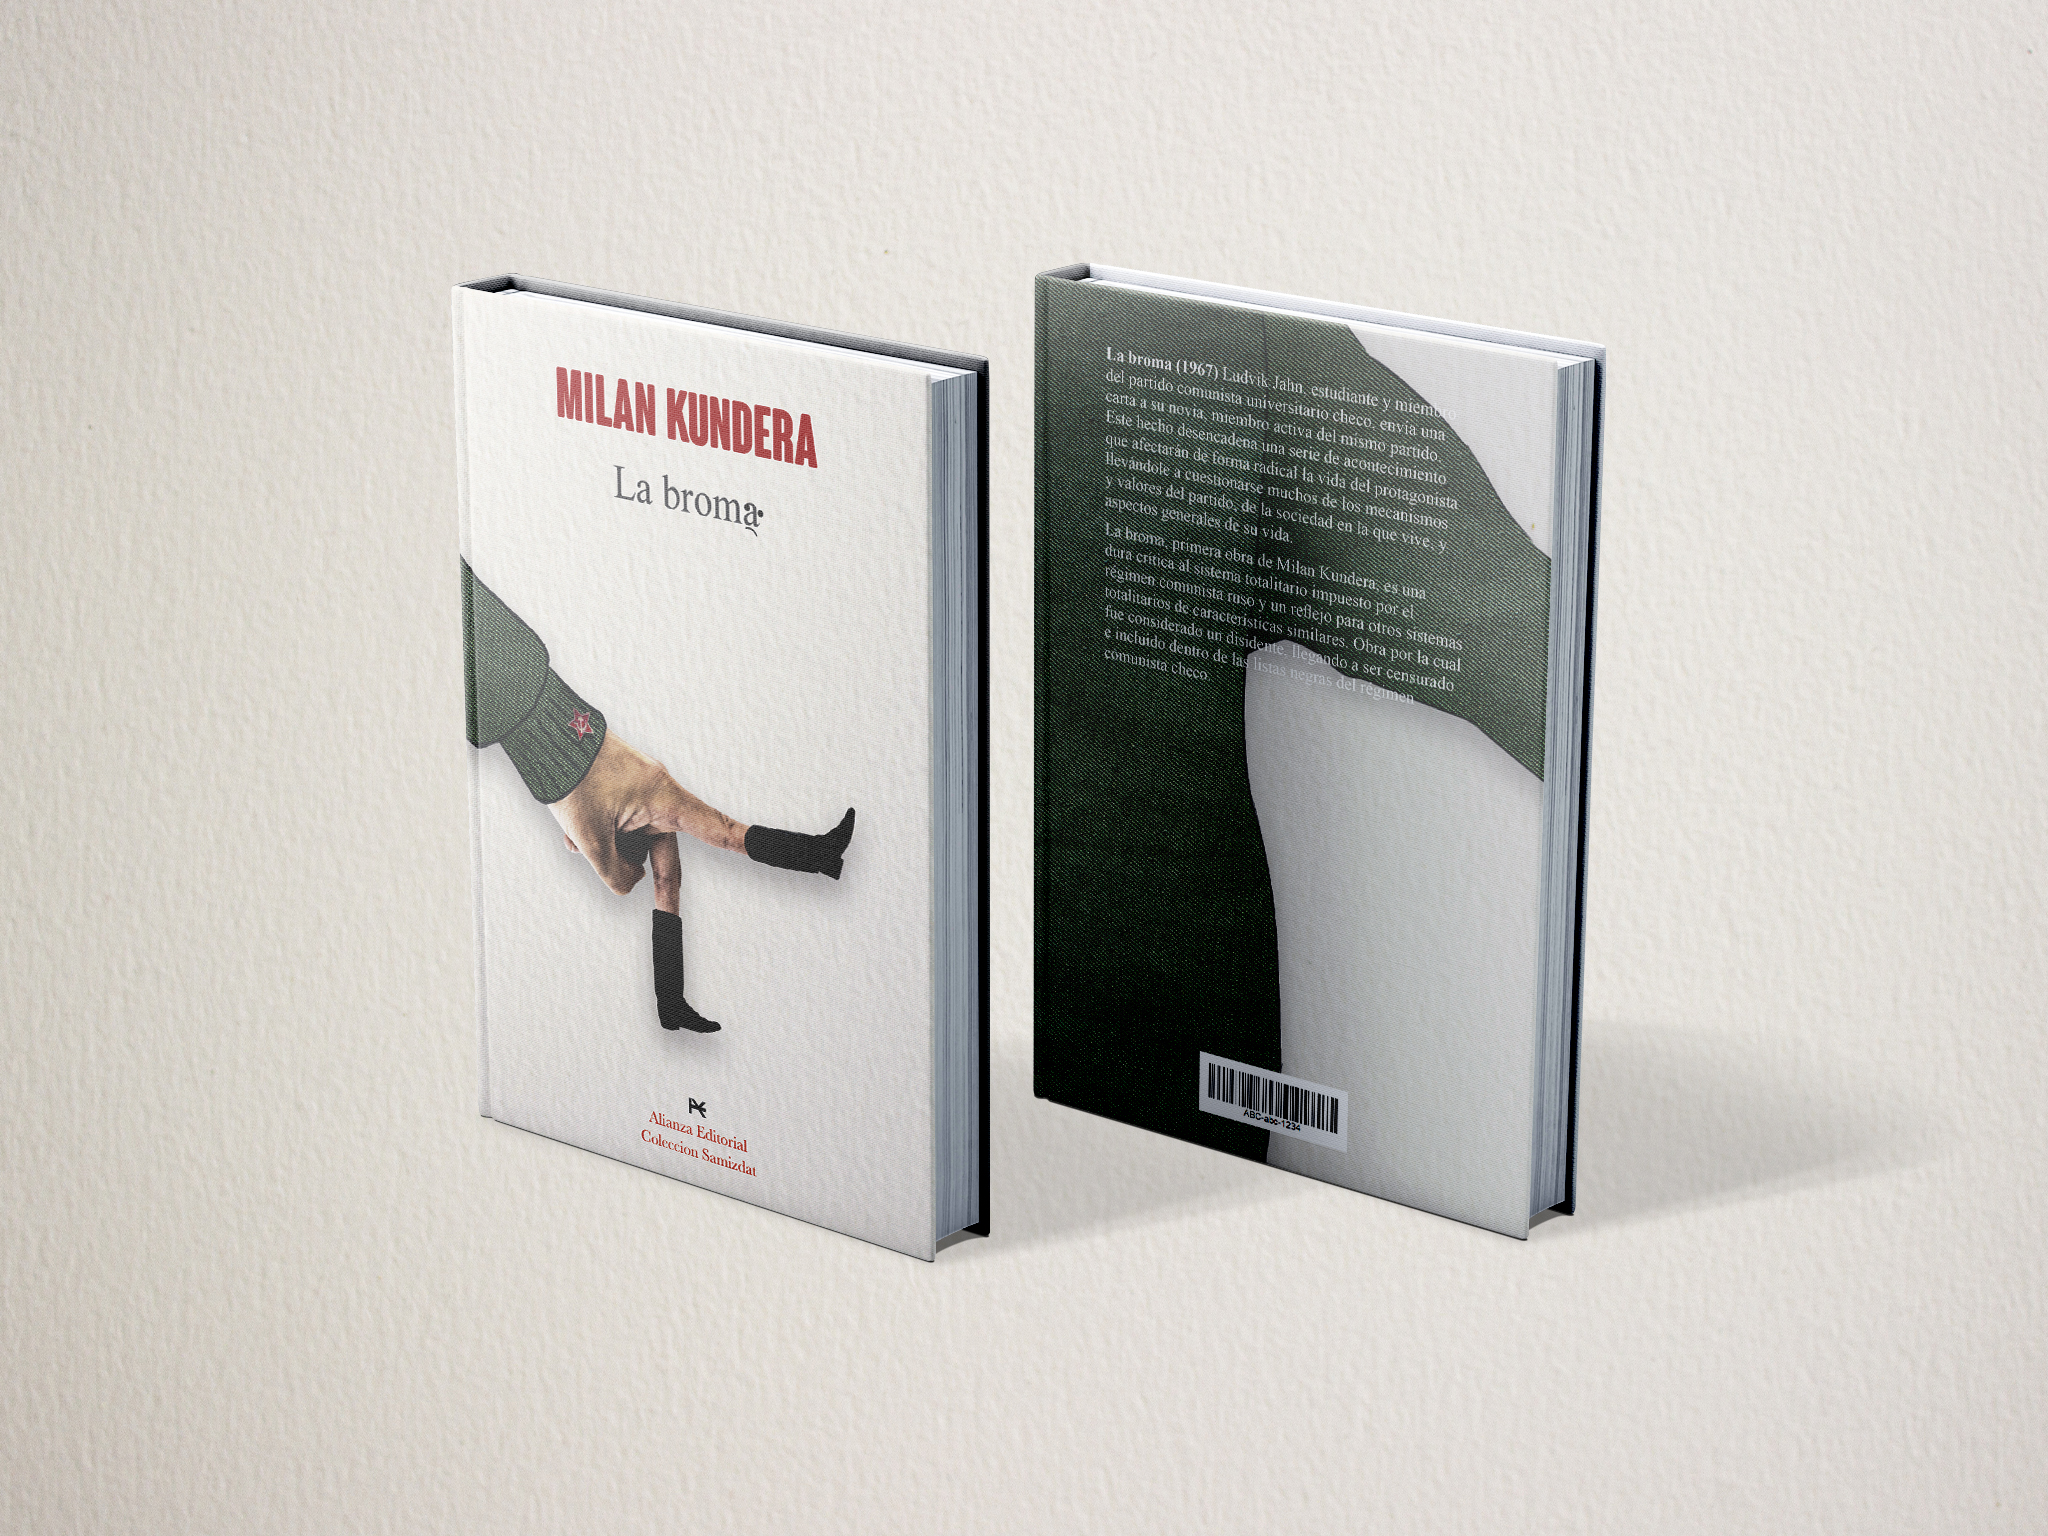 MILAN KUNDERA
La broma
Alianza Editorial
Coleccion Samizdat
La broma (1967) Ludvik Jahn, estudiante y miembro
del partido comunista universitario checo, envía una
carta a su novia, miembro activa del mismo partido.
Este hecho desencadena una serie de acontecimiento
que afectarán de forma radical la vida del protagonista
llevándole a cuestionarse muchos de los mecanismos
y valores del partido, de la sociedad en la que vive, y
aspectos generales de su vida.
La broma, primera obra de Milan Kundera, es una
dura crítica al sistema totalitario impuesto por el
régimen comunista ruso y un reflejo para otros sistemas
totalitarios de características similares. Obra por la cual
fue considerado un disidente, llegando a ser censurado
e incluido dentro de las listas negras del régimen
comunista checo.
ABC-abc-1234